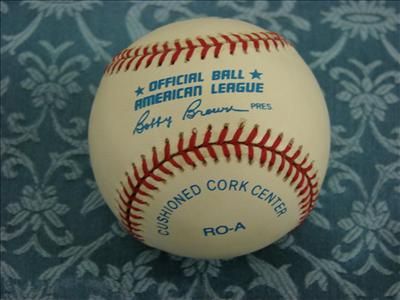 ★ OFFICIAL BALL ★
AMERICAN LEAGUE
Bobby Brown PRES.
CUSHIONED CORK CENTER
RO-A